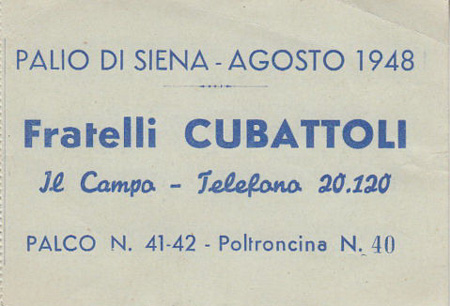 PALIO DI SIENA - AGOSTO 1948
Fratelli CUBATTOLI
Il Campo - Telefono 20.120
PALCO N. 41-42 - Poltroncina N. 40